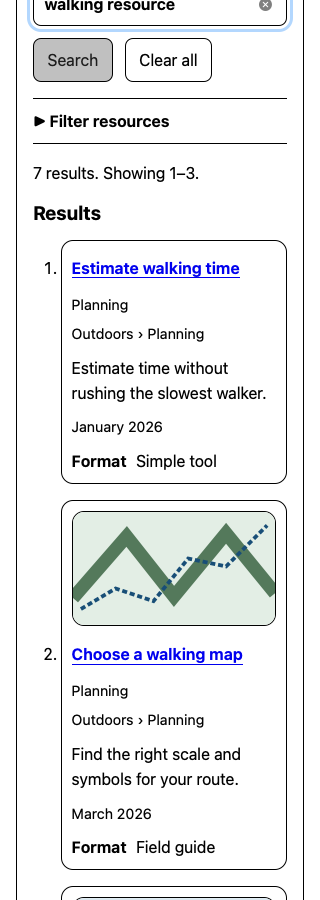 walking resource
Search Clear all
▶ Filter resources
7 results. Showing 1–3.
Results
1. Estimate walking time
Planning
Outdoors › Planning
Estimate time without
rushing the slowest walker.
January 2026
Format Simple tool
2. Choose a walking map
Planning
Outdoors › Planning
Find the right scale and
symbols for your route.
March 2026
Format Field guide